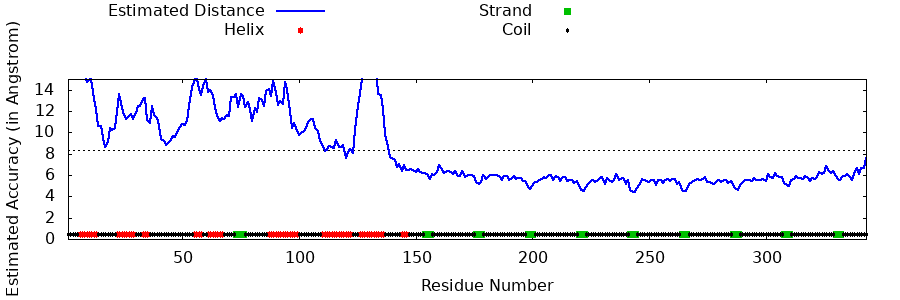 Estimated Distance
Helix
Strand
Coil
Estimated Accuracy (in Angstrom)
14
12
10
8
6
4
2
0
50
100
150
200
250
300
Residue Number